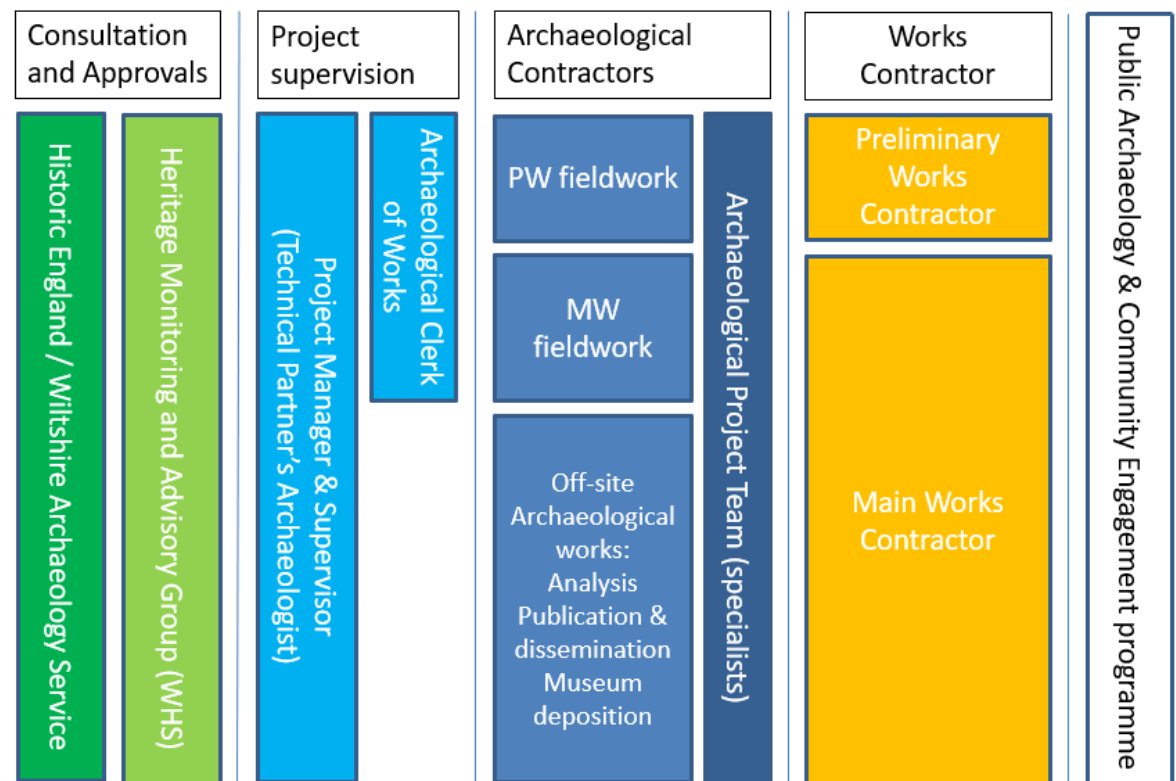 Consultation
and Approvals
Historic England / Wiltshire Archaeology Service
Heritage Monitoring and Advisory Group (WHS)
Project
supervision
Project Manager & Supervisor
(Technical Partner's Archaeologist)
Archaeological Clerk
of Works
Archaeological
Contractors
PW fieldwork
MW
fieldwork
Off-site
Archaeological
works:
Analysis
Publication &
dissemination
Museum
deposition
Archaeological Project Team (specialists)
Works
Contractor
Preliminary
Works
Contractor
Main Works
Contractor
Public Archaeology & Community Engagement programme